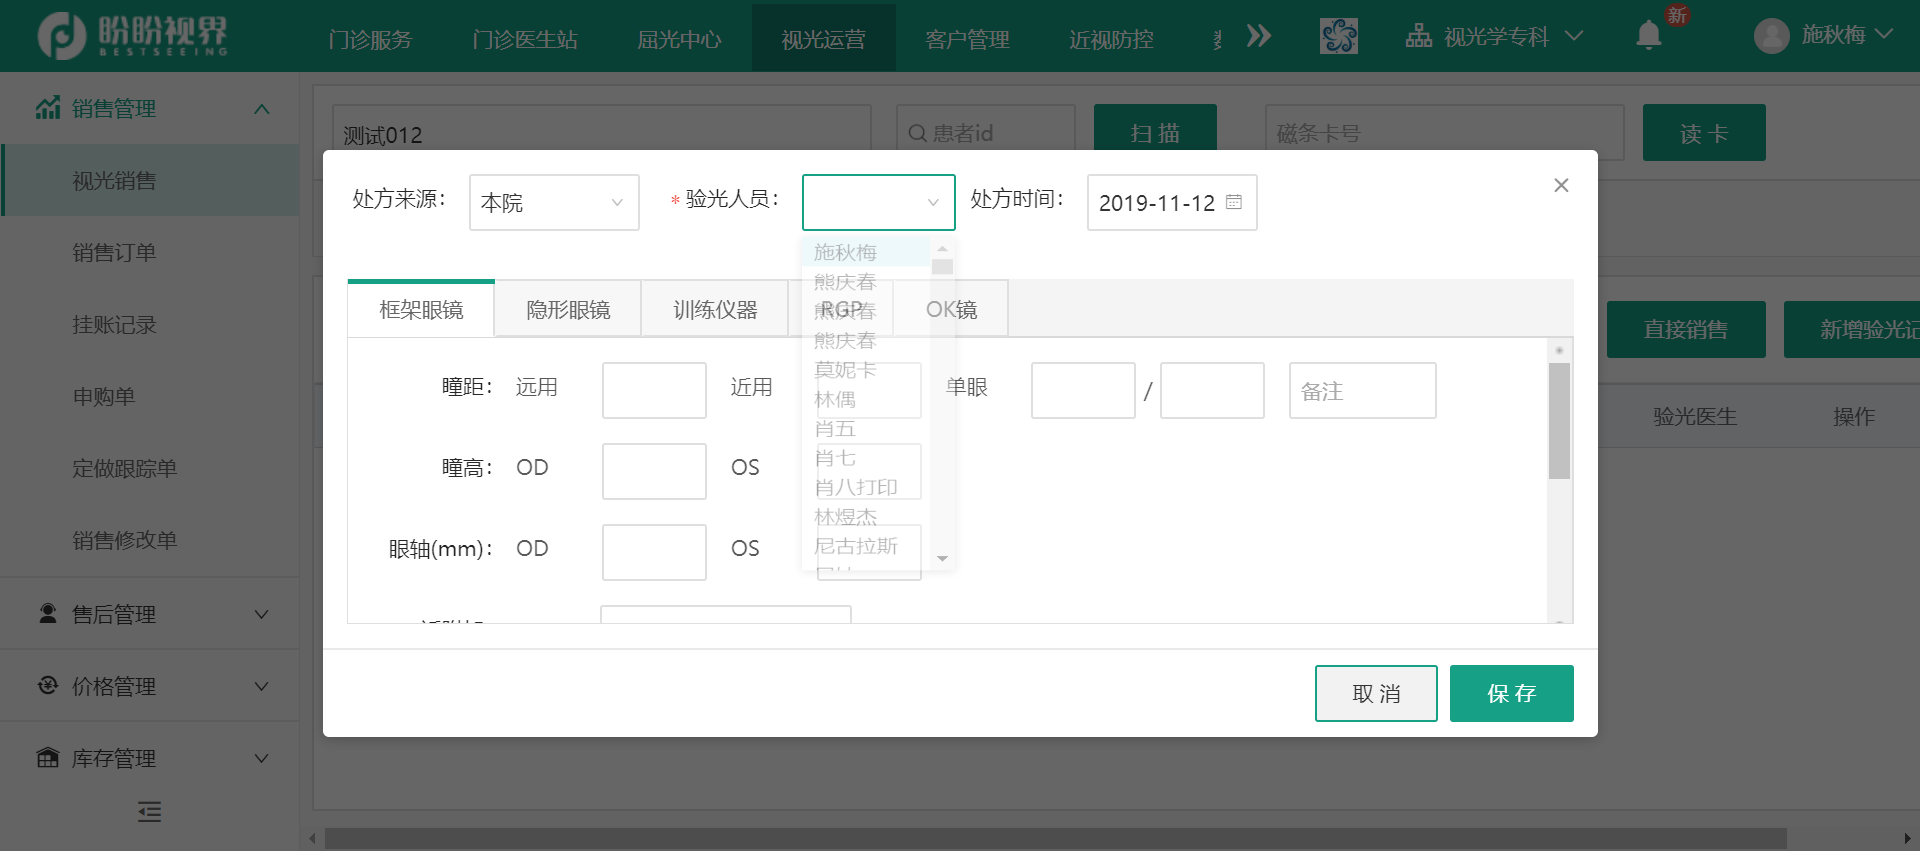 盼盼视界
BESTSEEING
门诊服务
门诊医生站
屈光中心
视光运营
客户管理
近视防控
视光学专科
新
施秋梅
销售管理
视光销售
销售订单
挂账记录
申购单
定做跟踪单
销售修改单
售后管理
价格管理
库存管理
测试012
患者id
扫 描
磁条卡号
读 卡
处方来源：
本院
* 验光人员：
处方时间：
2019-11-12
施秋梅
熊庆春
熊庆春
熊庆春
莫妮卡
林偶
肖五
肖七
肖八打印
林煜杰
尼古拉斯
框架眼镜
隐形眼镜
训练仪器
RGP
OK镜
直接销售
新增验光记
瞳距： 远用
近用
单眼
/
备注
瞳高： OD
OS
眼轴(mm)： OD
OS
验光医生
操作
取 消
保 存